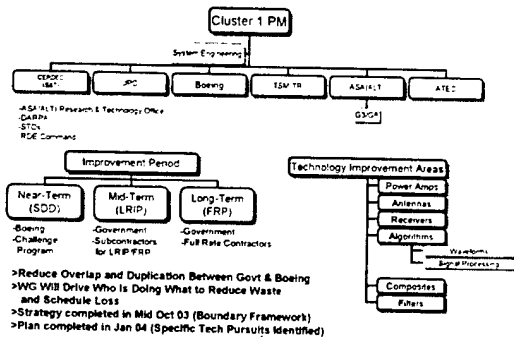 Cluster 1 PM
System Engineering
CERDEC
JPO
Boeing
TSM TR
ASA/ALT
ATEC
G3/G8
-ASA(ALT) Research & Technology Office
-DARPA
-STOs
-RDE Command
Improvement Period
Near-Term
(SDD)
Mid-Term
(LRIP)
Long-Term
(FRP)
-Boeing
-Challenge
Program
-Government
-Subcontractors
for LRIP/FRP
-Government
-Full Rate Contractors
Technology Improvement Areas
Power Amps
Antennas
Receivers
Algorithms
Waveforms
Signal Processing
Composites
Filters
>Reduce Overlap and Duplication Between Govt & Boeing
>WG Will Drive Who Is Doing What to Reduce Waste
and Schedule Loss
>Strategy completed in Mid Oct 03 (Boundary Framework)
>Plan completed in Jan 04 (Specific Tech Pursuits Identified)